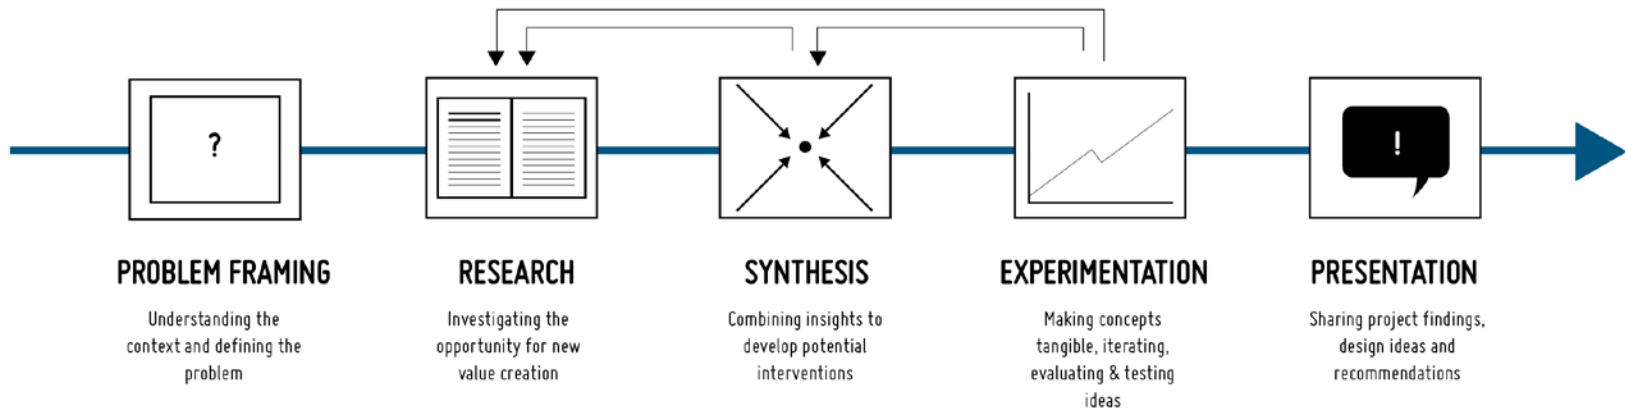 ?
!
PROBLEM FRAMING
Understanding the
context and defining the
problem
RESEARCH
Investigating the
opportunity for new
value creation
SYNTHESIS
Combining insights to
develop potential
interventions
EXPERIMENTATION
Making concepts
tangible, iterating,
evaluating & testing
ideas
PRESENTATION
Sharing project findings,
design ideas and
recommendations